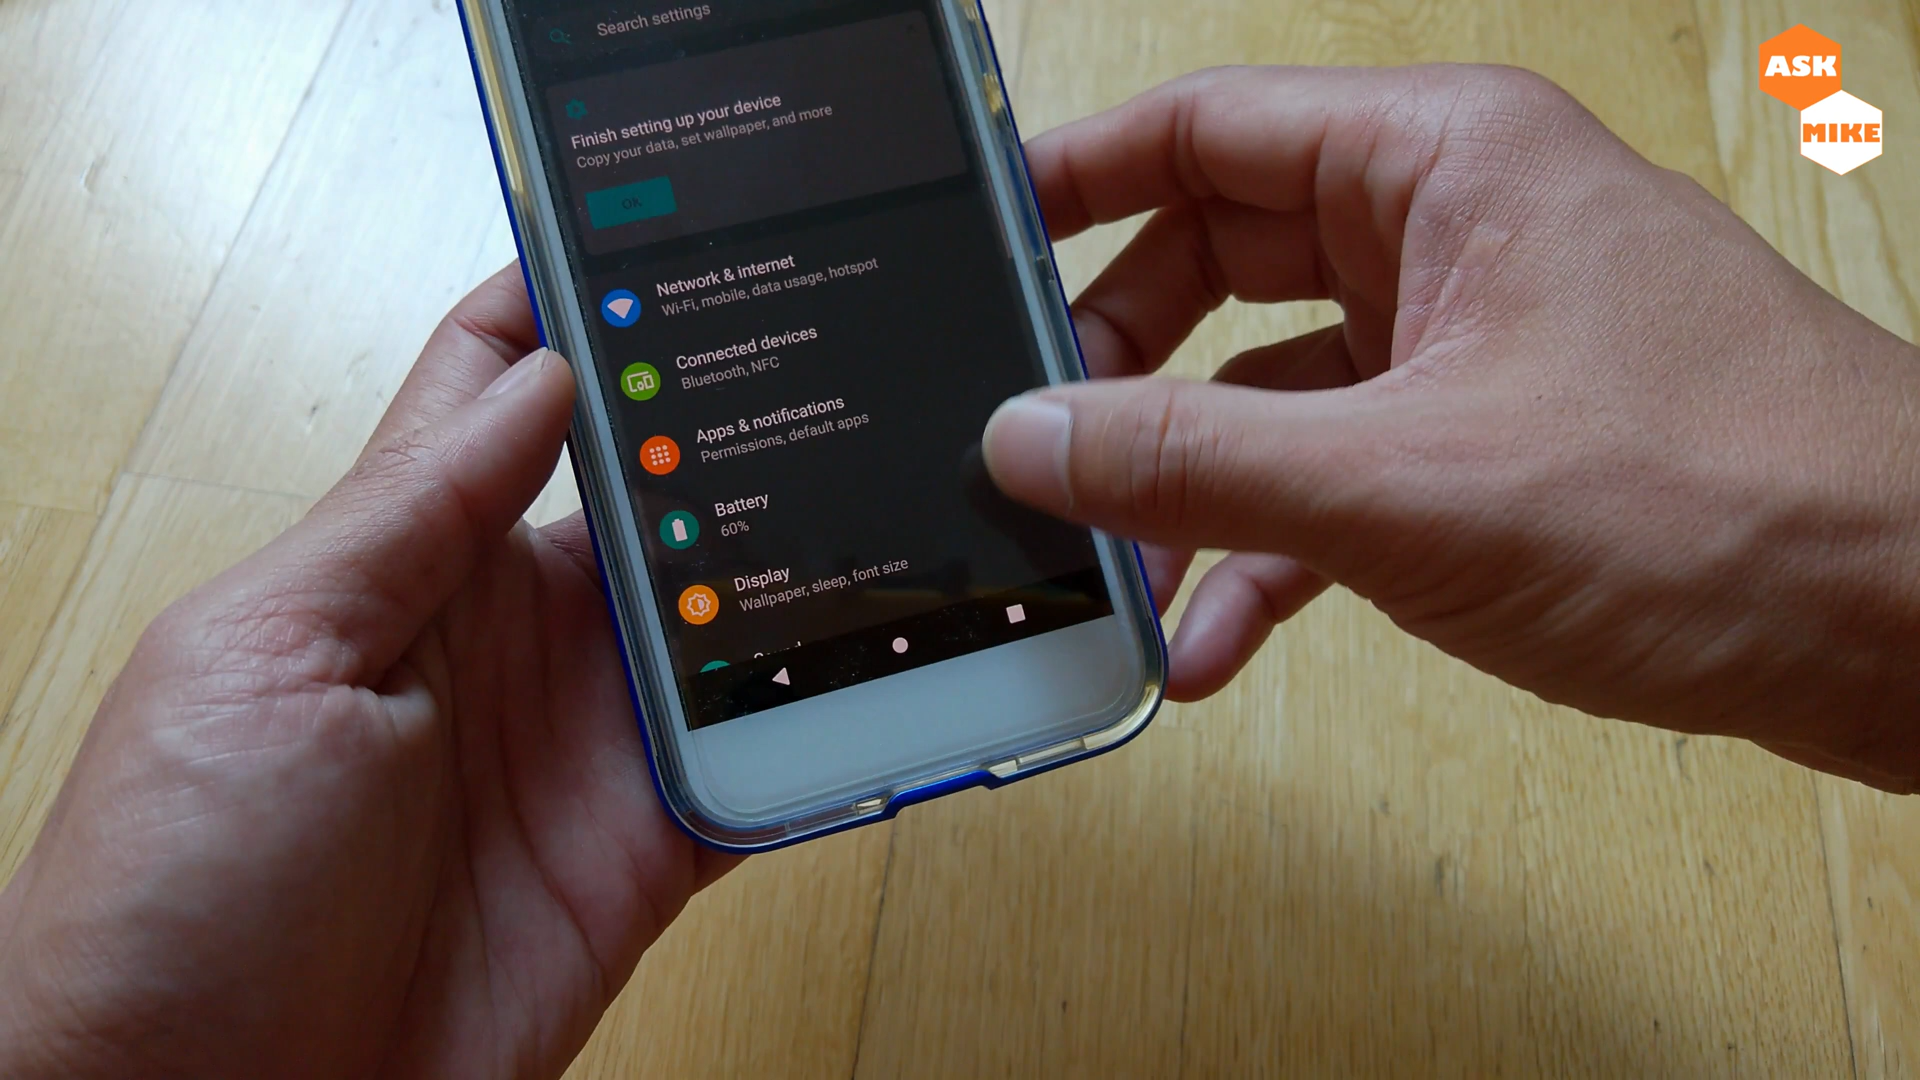 ASK
MIKE
Search settings
Finish setting up your device
Copy your data, set wallpaper, and more
OK
Network & internet
Wi-Fi, mobile, data usage, hotspot
Connected devices
Bluetooth, NFC
Apps & notifications
Permissions, default apps
Battery
60%
Display
Wallpaper, sleep, font size